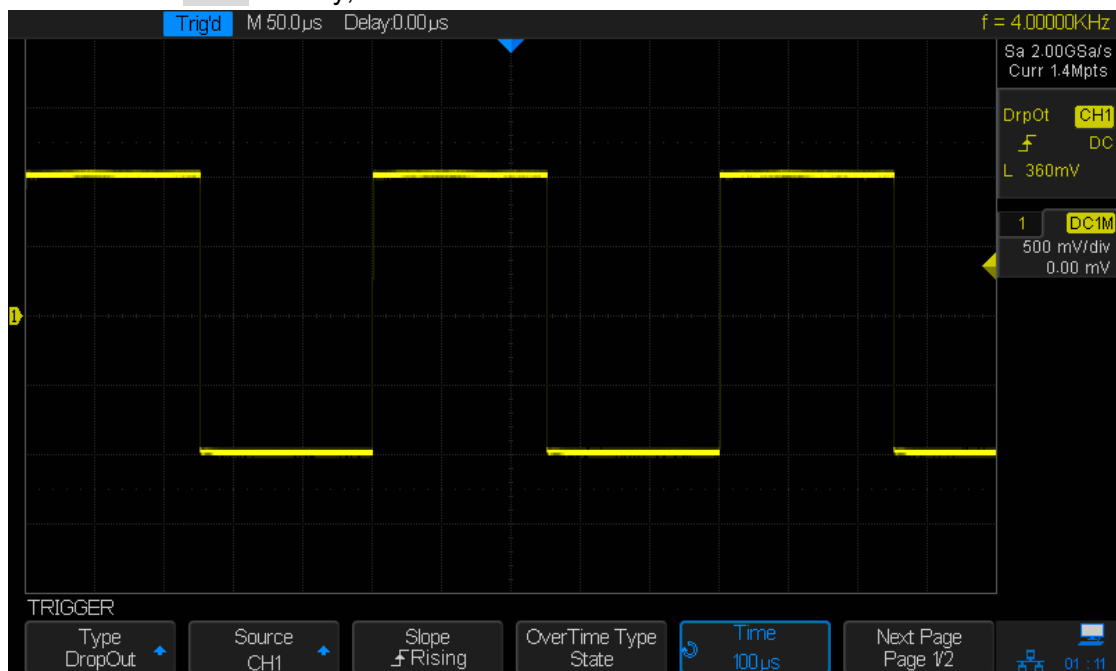 Trig'd M 50.0µs Delay:0.00µs f = 4.00000KHz
Sa 2.00GSa/s
Curr 1.4Mpts
DrpOt CH1
DC
L 360mV
1 DC1M
500 mV/div
0.00 mV
1
TRIGGER
Type
DropOut
Source
CH1
Slope
Rising
OverTime Type
State
Time
100µs
Next Page
Page 1/2
01 : 11